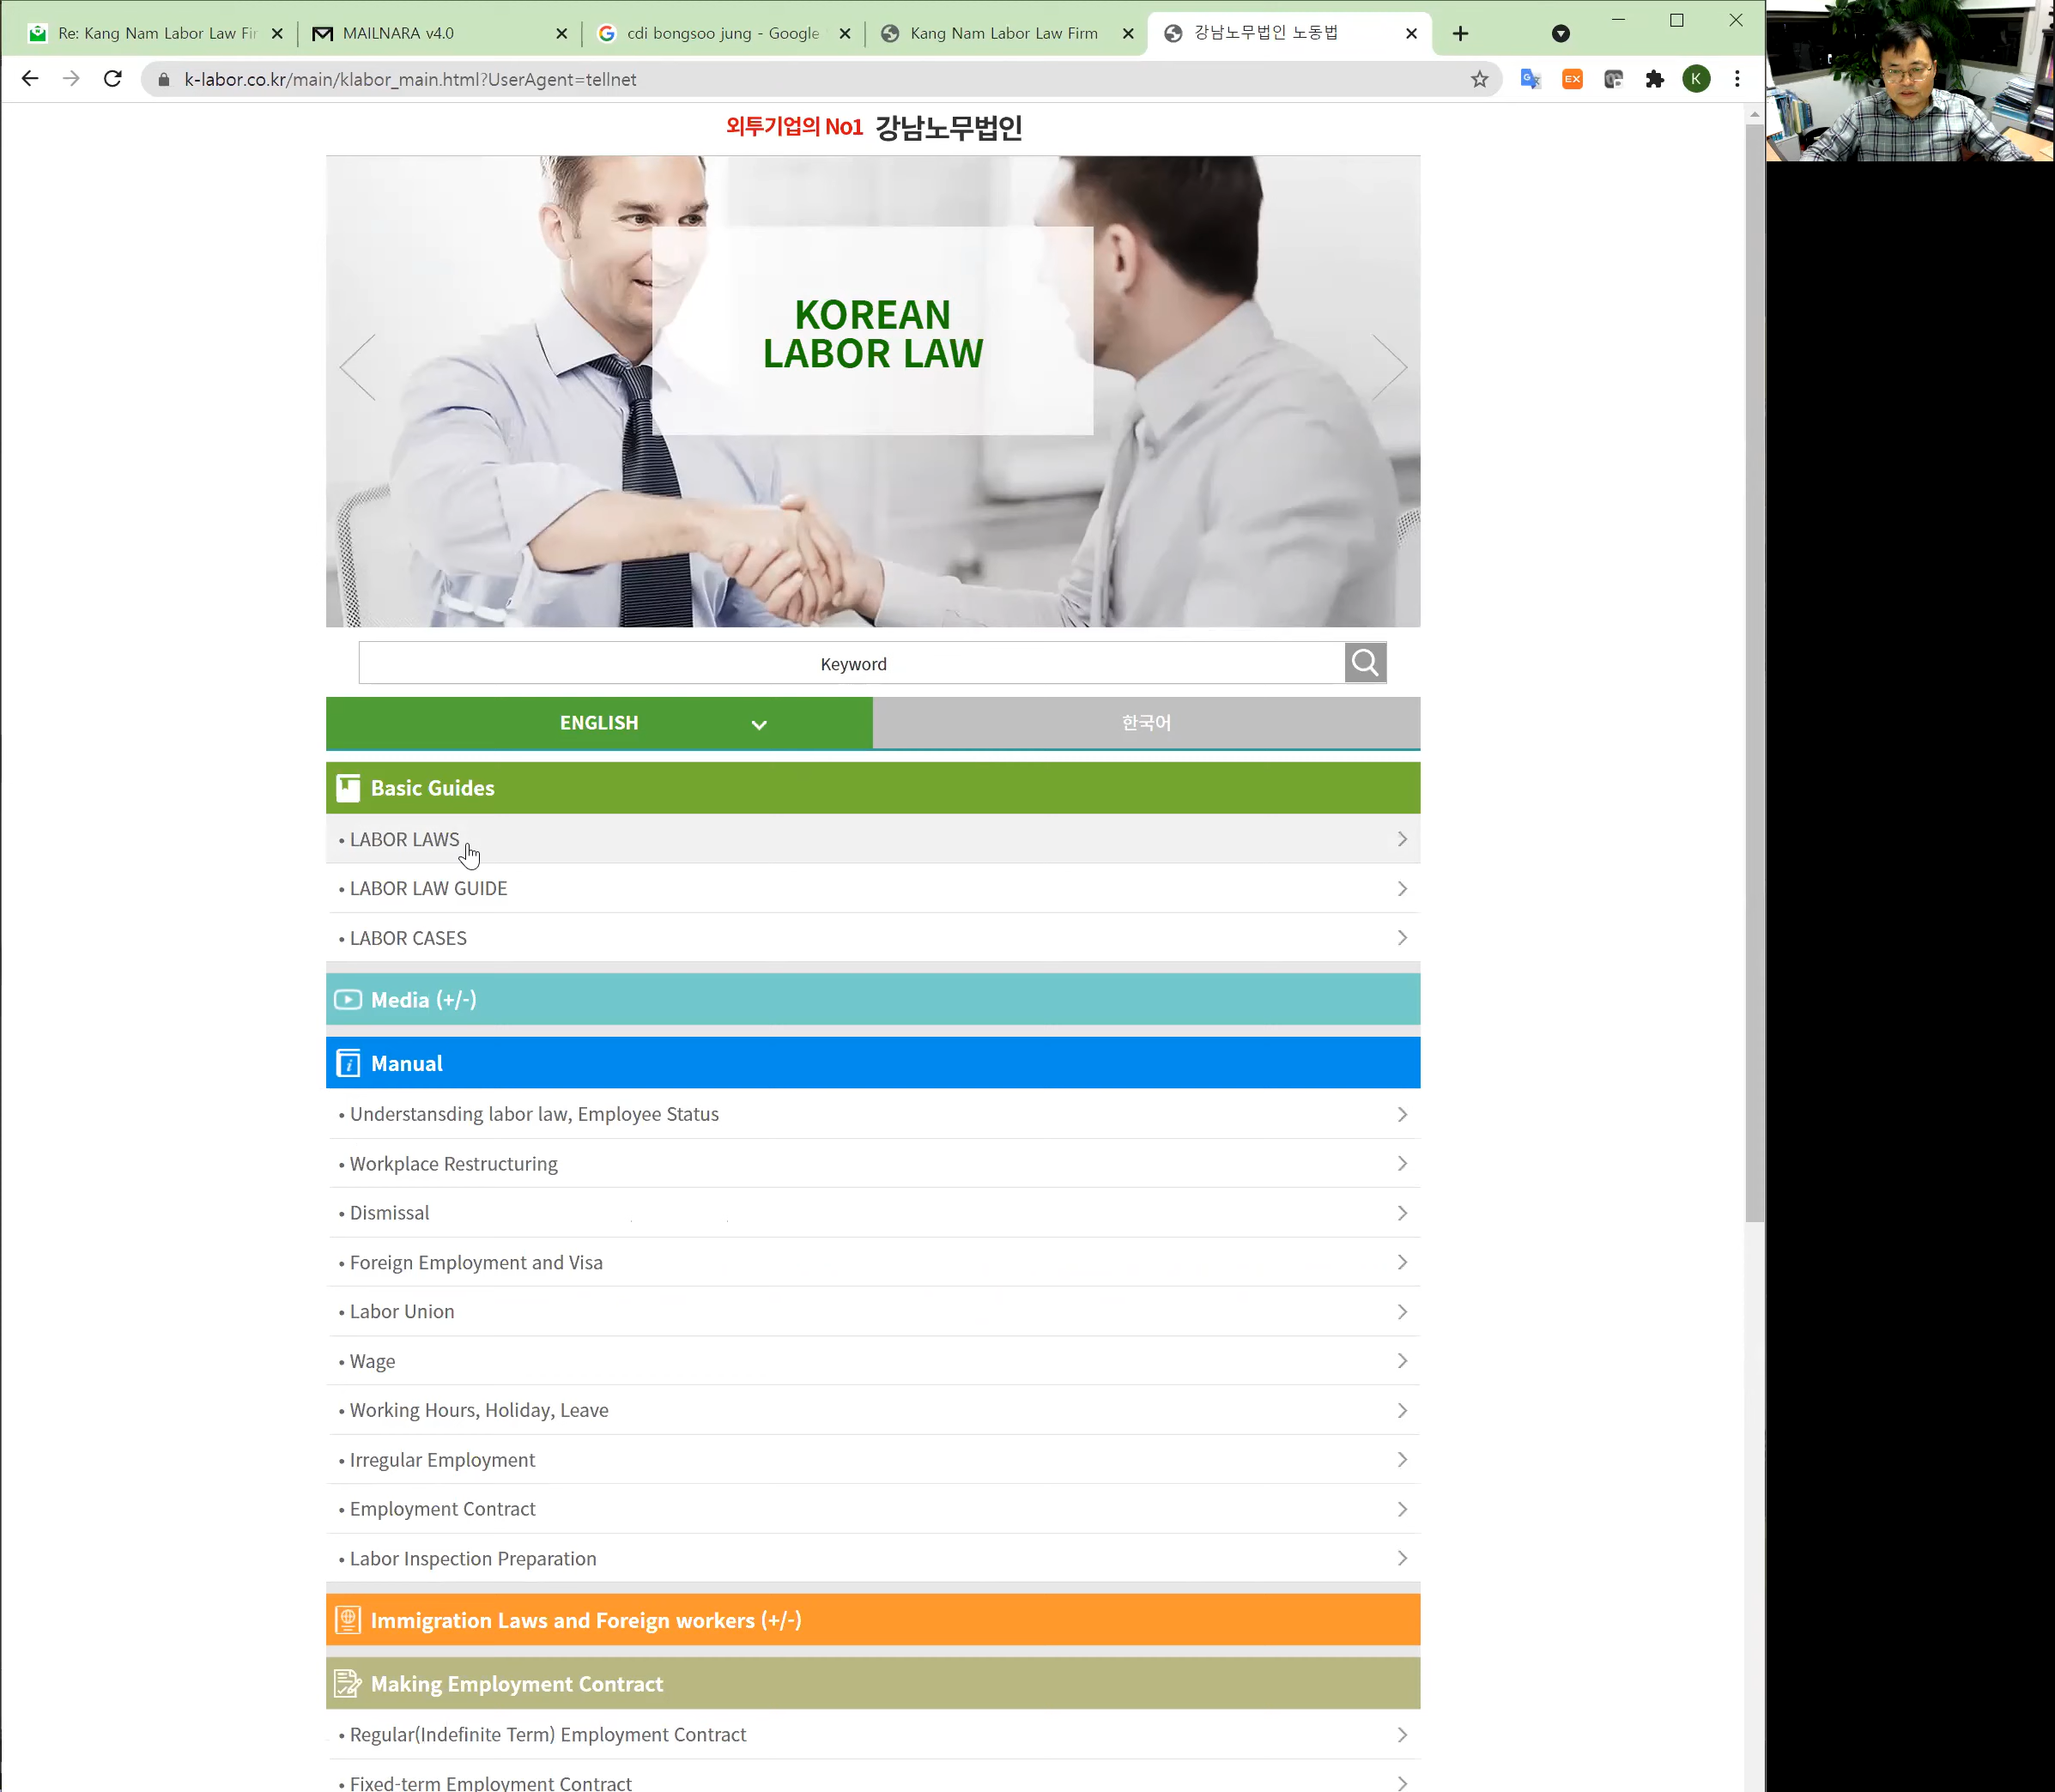 Re: Kang Nam Labor Law Fir
MAILNARA v4.0
cdi bongsoo jung - Google
Kang Nam Labor Law Firm
강남노무법인 노동법
k-labor.co.kr/main/klabor_main.html?UserAgent=tellnet
EX
K
외투기업의 No1 강남노무법인
KOREAN
LABOR LAW
Keyword
ENGLISH
한국어
Basic Guides
• LABOR LAWS
• LABOR LAW GUIDE
• LABOR CASES
Media (+/-)
Manual
• Understansding labor law, Employee Status
• Workplace Restructuring
• Dismissal
• Foreign Employment and Visa
• Labor Union
• Wage
• Working Hours, Holiday, Leave
• Irregular Employment
• Employment Contract
• Labor Inspection Preparation
Immigration Laws and Foreign workers (+/-)
Making Employment Contract
• Regular(Indefinite Term) Employment Contract
• Fixed-term Employment Contract